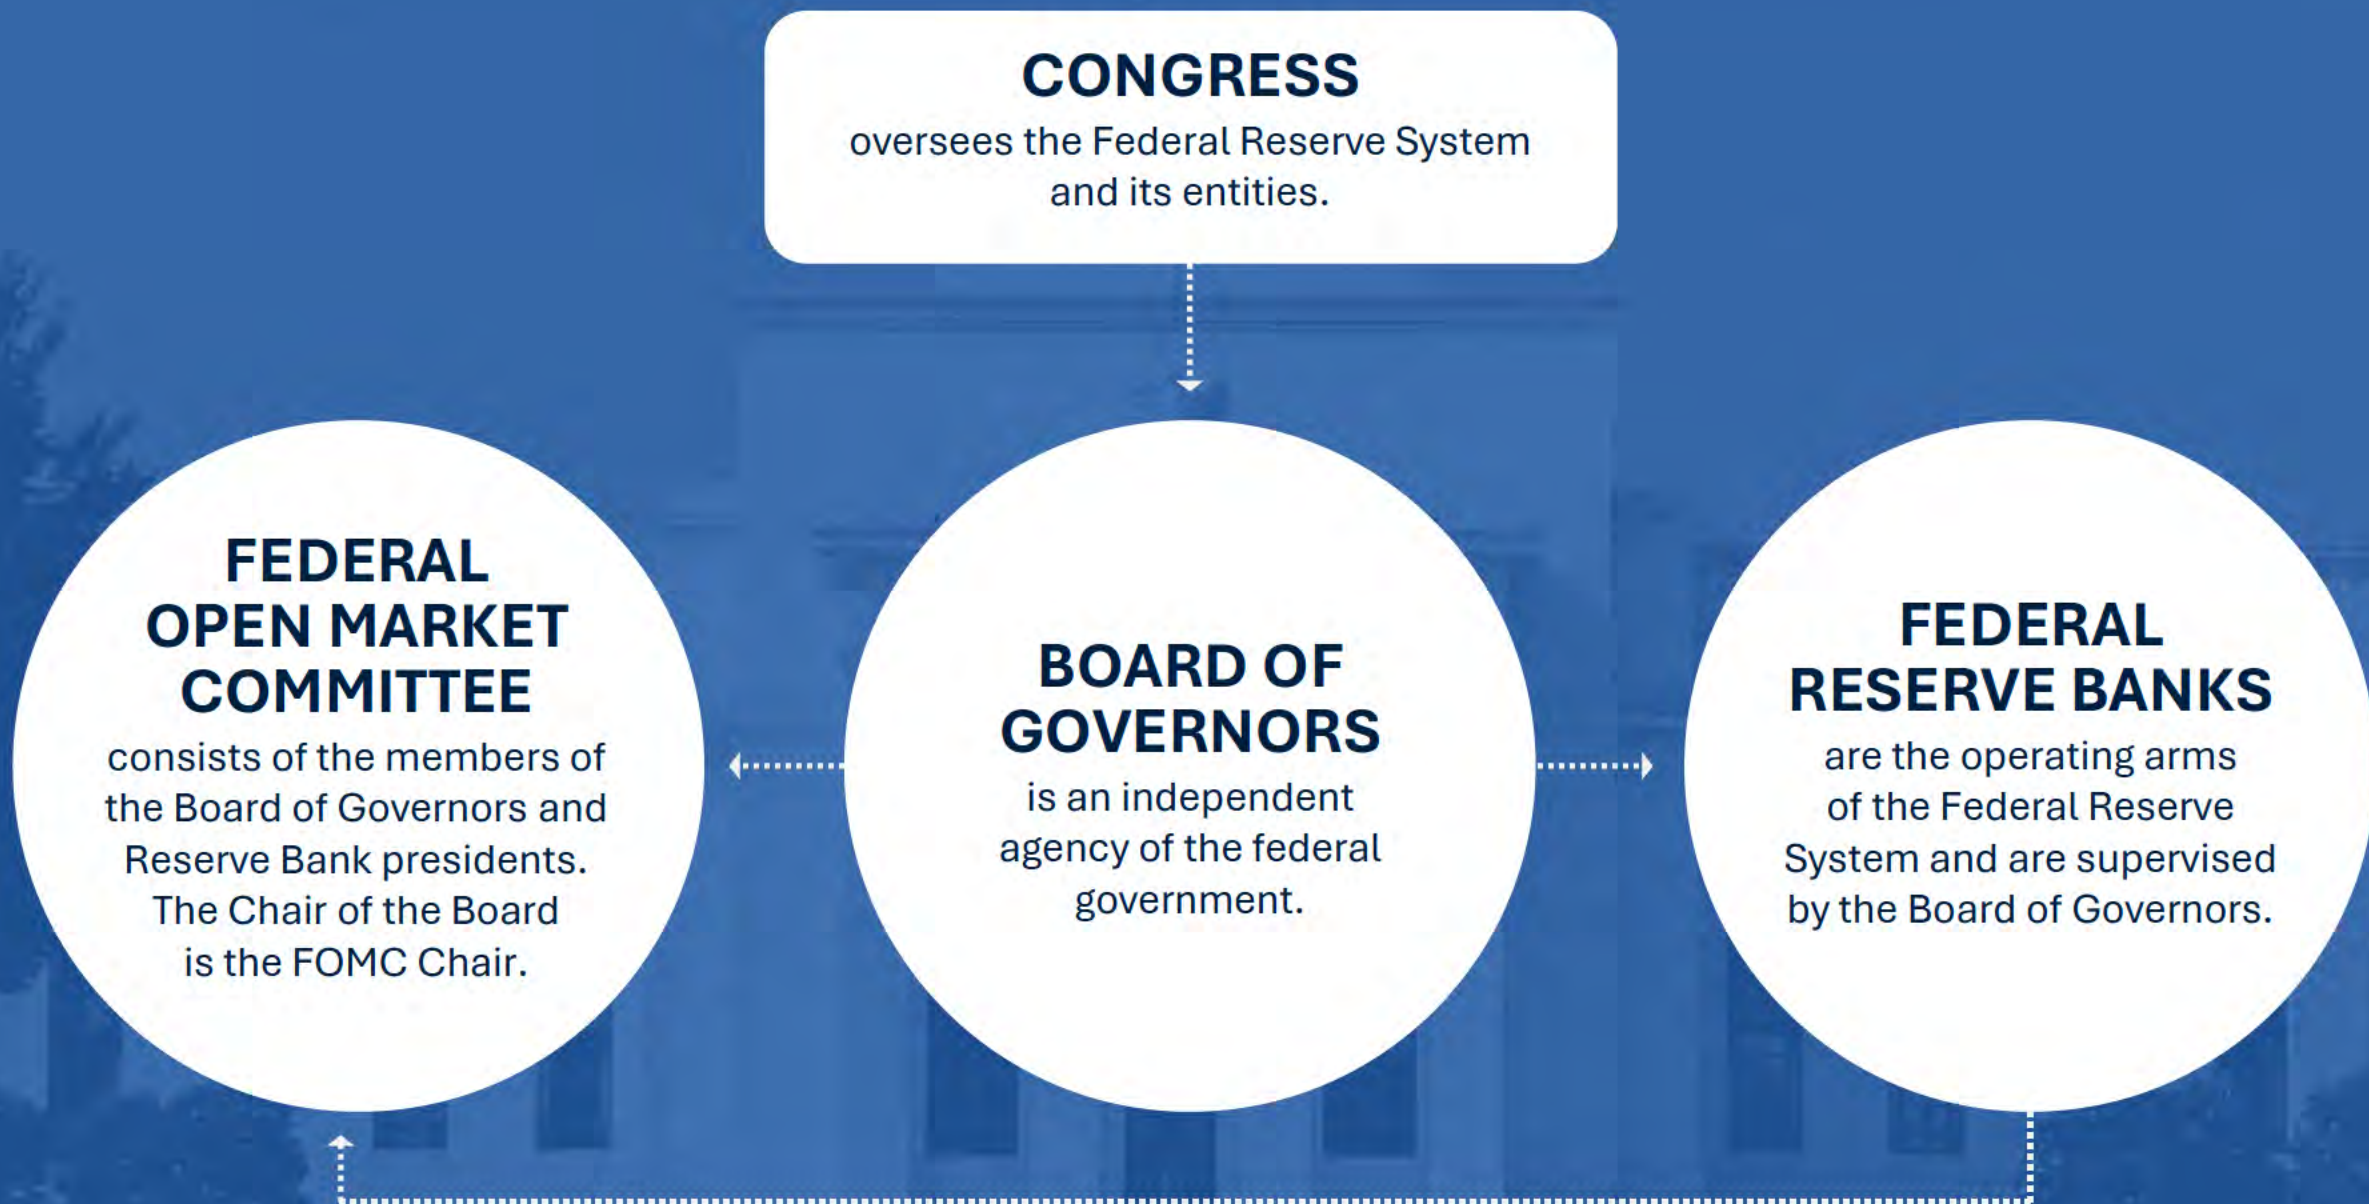 CONGRESS
oversees the Federal Reserve System
and its entities.
FEDERAL
OPEN MARKET
COMMITTEE
consists of the members of
the Board of Governors and
Reserve Bank presidents.
The Chair of the Board
is the FOMC Chair.
BOARD OF
GOVERNORS
is an independent
agency of the federal
government.
FEDERAL
RESERVE BANKS
are the operating arms
of the Federal Reserve
System and are supervised
by the Board of Governors.